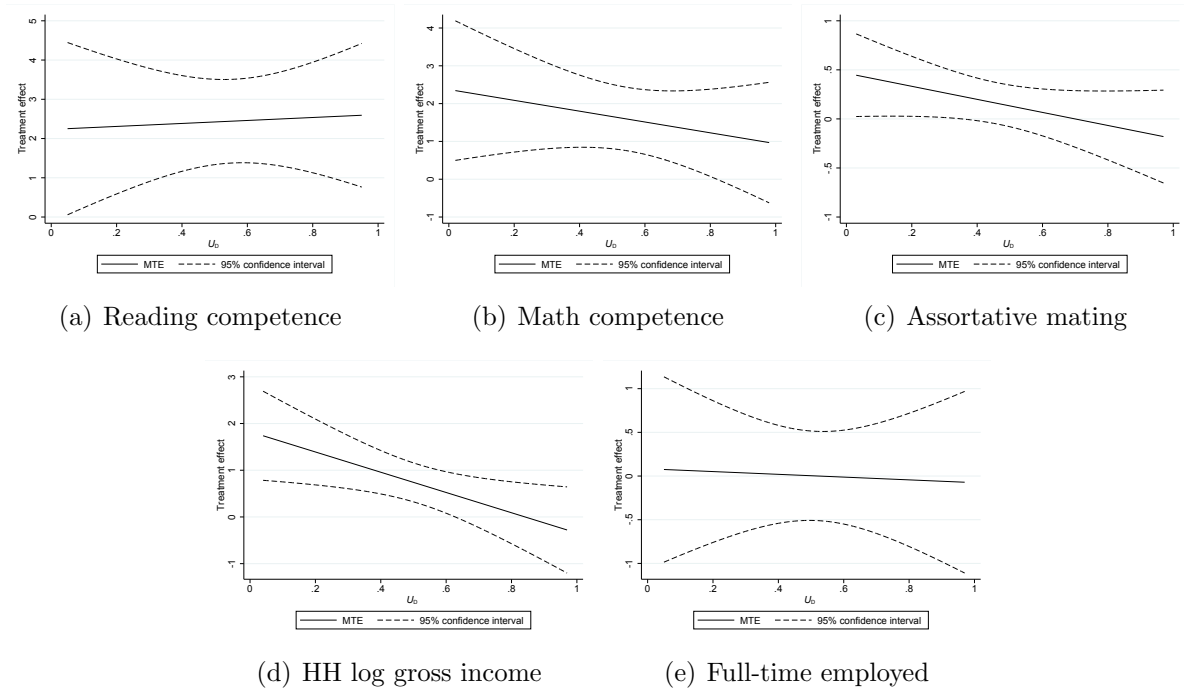 5
4
3
2
1
0
Treatment effect
0 .2 .4 .6 .8 1
U_D
MTE 95% confidence interval
(a) Reading competence
4
3
2
1
0
-1
Treatment effect
0 .2 .4 .6 .8 1
U_D
MTE 95% confidence interval
(b) Math competence
1
.5
0
-.5
-1
Treatment effect
0 .2 .4 .6 .8 1
U_D
MTE 95% confidence interval
(c) Assortative mating
3
2
1
0
-1
Treatment effect
0 .2 .4 .6 .8 1
U_D
MTE 95% confidence interval
(d) HH log gross income
1
.5
0
-.5
-1
Treatment effect
0 .2 .4 .6 .8 1
U_D
MTE 95% confidence interval
(e) Full-time employed